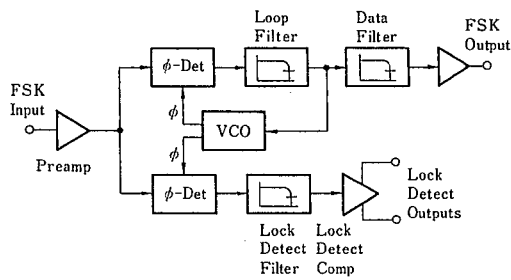 Loop
Filter
Data
Filter
FSK
Output
FSK
Input
Preamp
ϕ-Det
ϕ
VCO
ϕ
ϕ-Det
Lock
Detect
Filter
Lock
Detect
Comp
Lock
Detect
Outputs